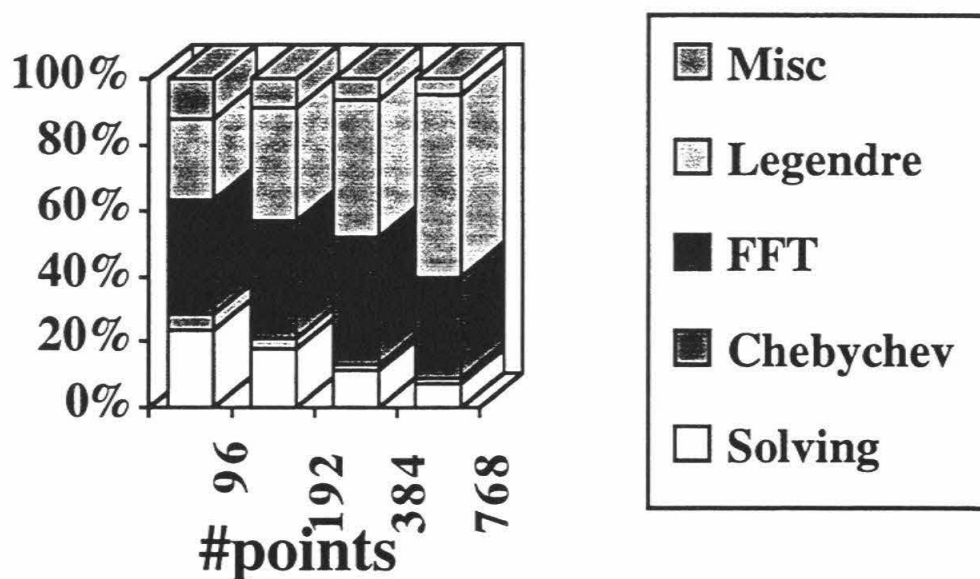 100%
80%
60%
40%
20%
0%
96
192
384
768
#points
Misc
Legendre
FFT
Chebychev
Solving